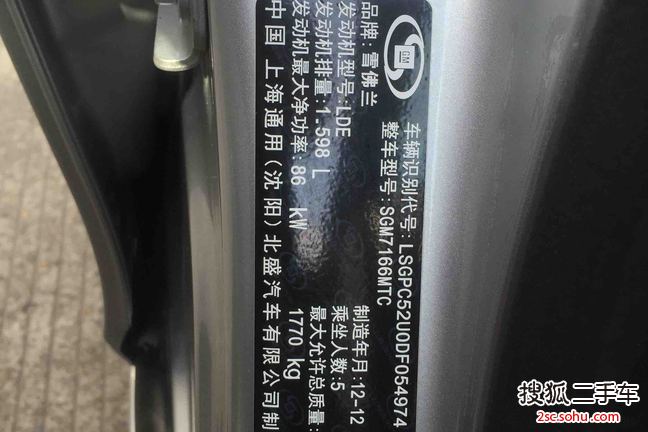 GM
车辆识别代号:LSGPC52U0DF054974
整车型号:SGM7166MTC
品牌:雪佛兰
发动机型号:LDE
制造年月:12-12
发动机排量:1.598 L
乘坐人数:5
发动机最大净功率:86 kW
最大允许总质量:
1770 kg
中国 上海通用(沈阳)北盛汽车有限公司制
搜狐二手车
2sc.sohu.com